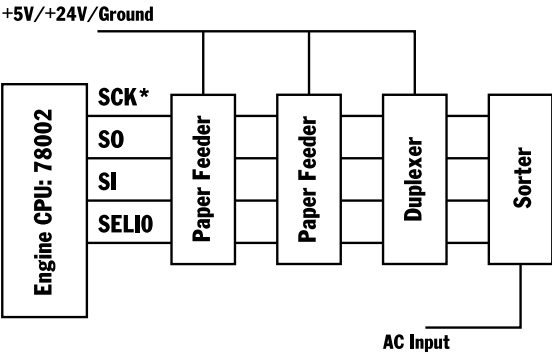 +5V/+24V/Ground
Engine CPU: 78002
SCK*
SO
SI
SELIO
Paper Feeder
Paper Feeder
Duplexer
Sorter
AC Input